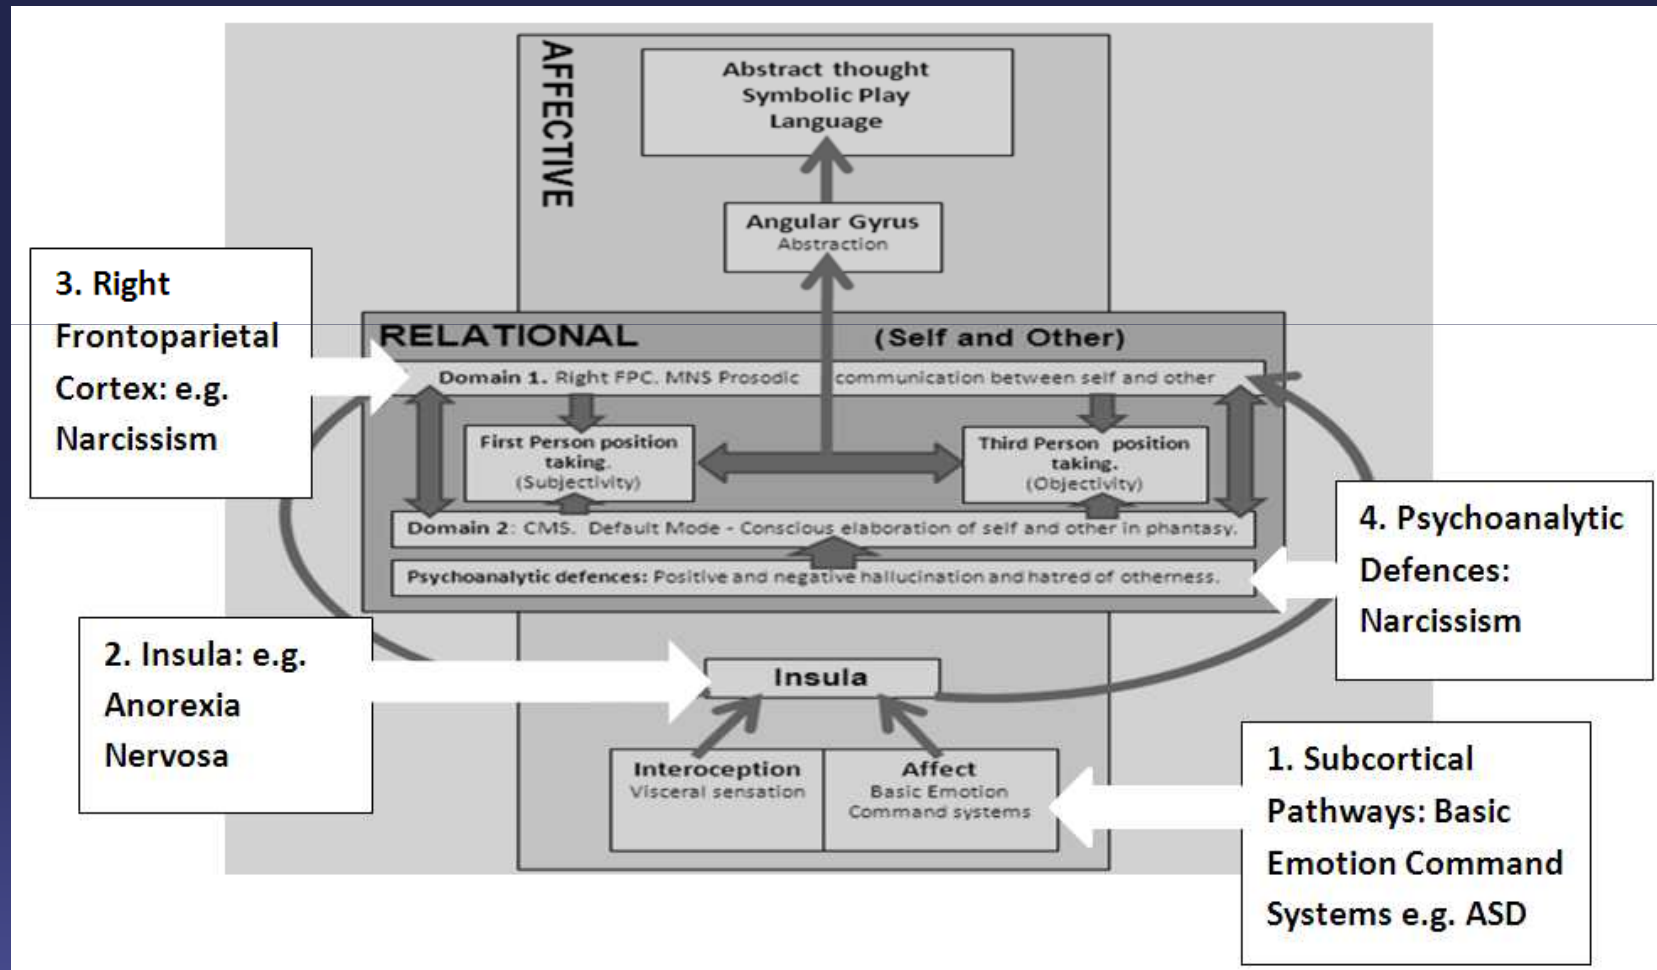 AFFECTIVE
Abstract thought
Symbolic Play
Language
Angular Gyrus
Abstraction
3. Right
Frontoparietal
Cortex: e.g.
Narcissism
RELATIONAL (Self and Other)
Domain 1. Right FPC. MNS Prosodic communication between self and other
First Person position
taking.
(Subjectivity)
Third Person position
taking.
(Objectivity)
Domain 2: CMS. Default Mode - Conscious elaboration of self and other in phantasy.
Psychoanalytic defences: Positive and negative hallucination and hatred of otherness.
4. Psychoanalytic
Defences:
Narcissism
2. Insula: e.g.
Anorexia
Nervosa
Insula
Interoception
Visceral sensation
Affect
Basic Emotion
Command systems
1. Subcortical
Pathways: Basic
Emotion Command
Systems e.g. ASD